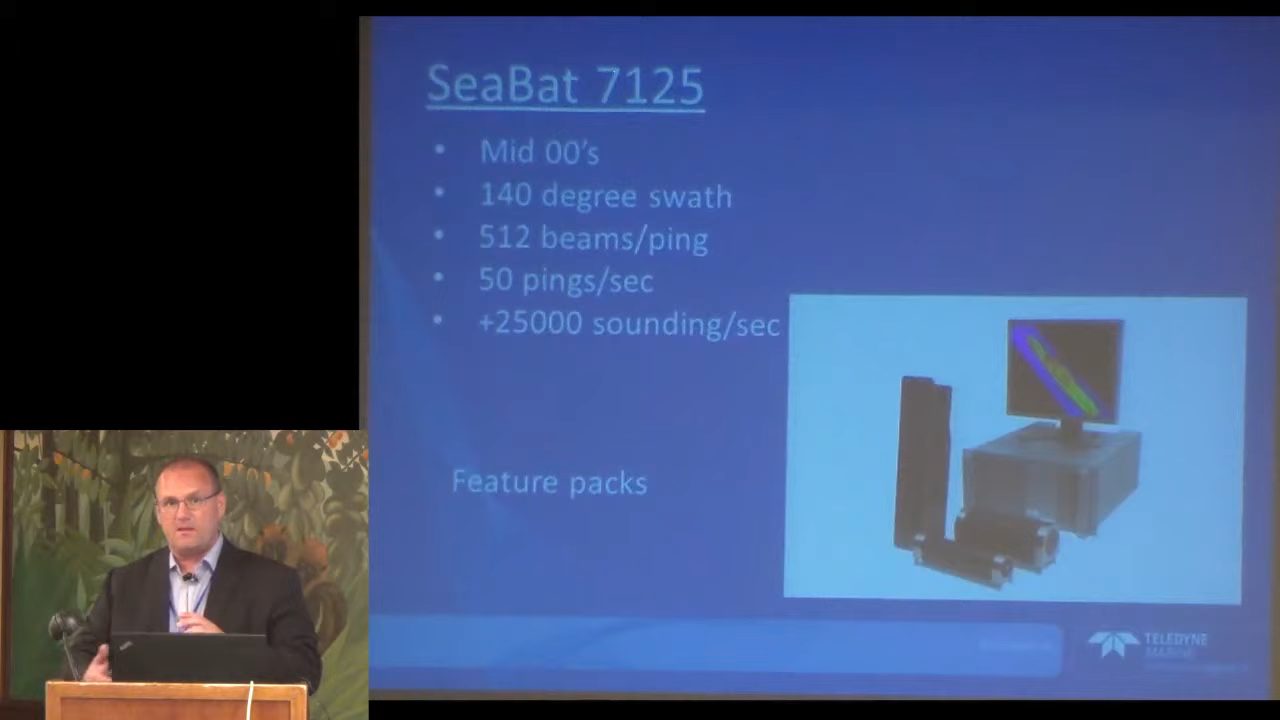 SeaBat 7125
• Mid 00's
• 140 degree swath
• 512 beams/ping
• 50 pings/sec
• +25000 sounding/sec
Feature packs
TELEDYNE
MARINE